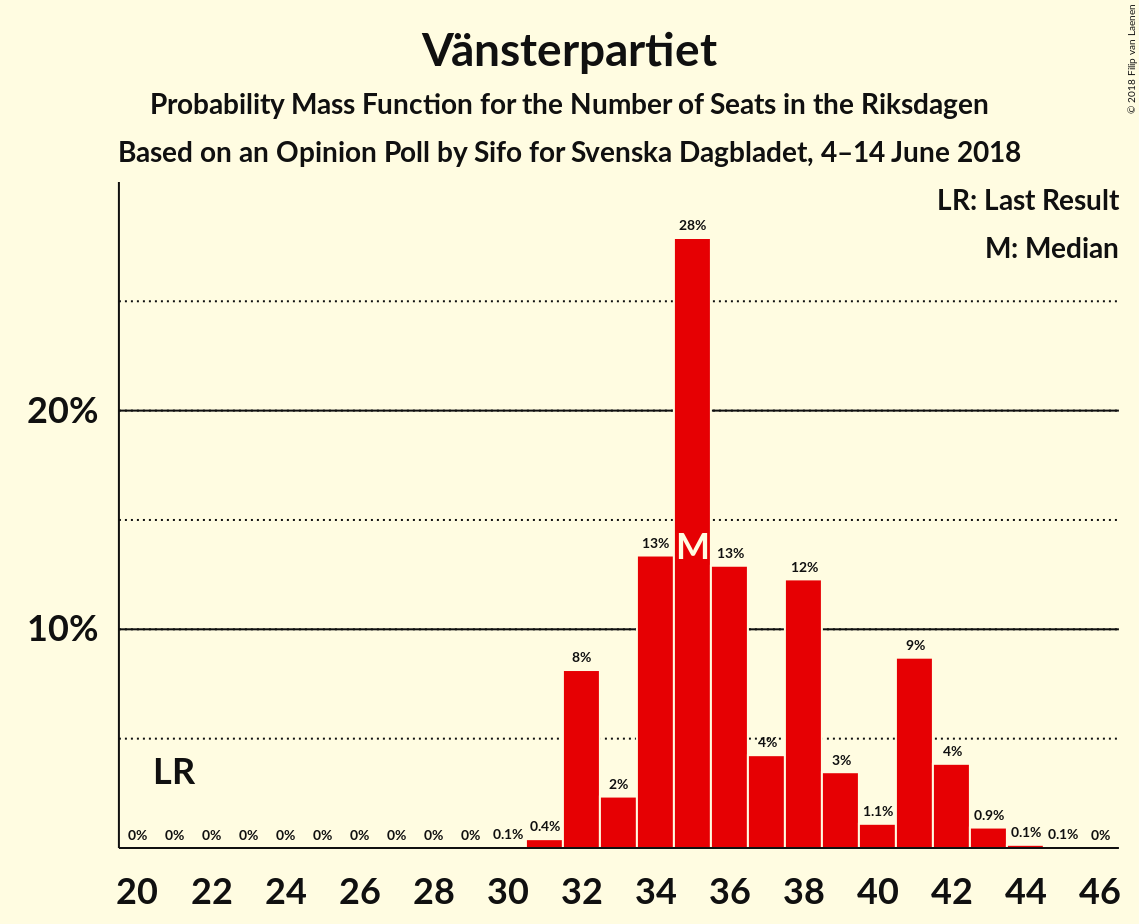 Vänsterpartiet
Probability Mass Function for the Number of Seats in the Riksdagen
Based on an Opinion Poll by Sifo for Svenska Dagbladet, 4–14 June 2018
© 2018 Filip van Laenen
LR: Last Result
M: Median
20%
10%
LR
M
0% 0% 0% 0% 0% 0% 0% 0% 0% 0% 0.1% 0.4% 8% 2% 13% 28% 13% 4% 12% 3% 1.1% 9% 4% 0.9% 0.1% 0.1% 0%
20 22 24 26 28 30 32 34 36 38 40 42 44 46